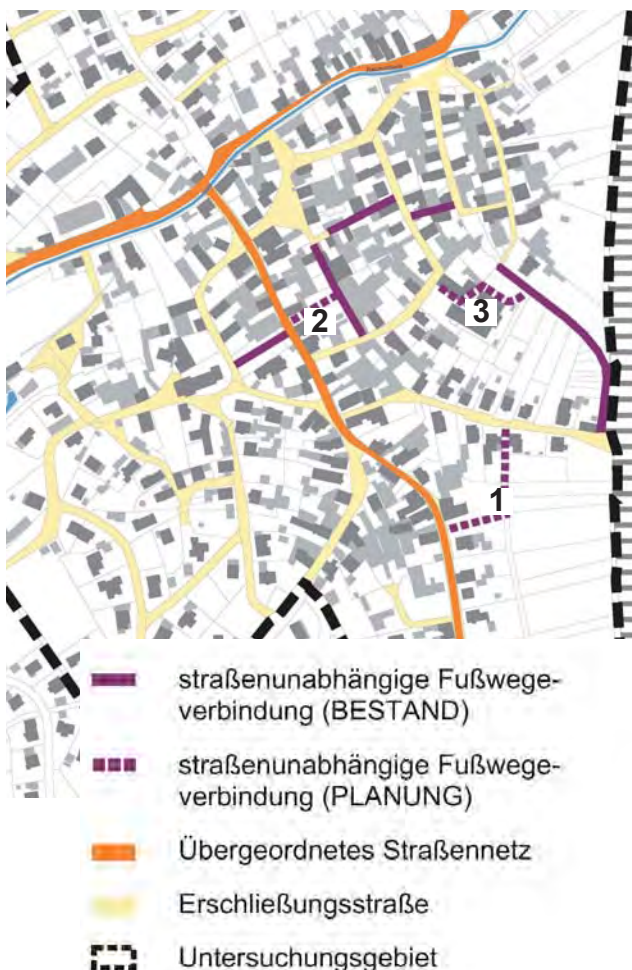 2
3
1
straßenunabhängige Fußwege-
verbindung (BESTAND)
straßenunabhängige Fußwege-
verbindung (PLANUNG)
Übergeordnetes Straßennetz
Erschließungsstraße
Untersuchungsgebiet